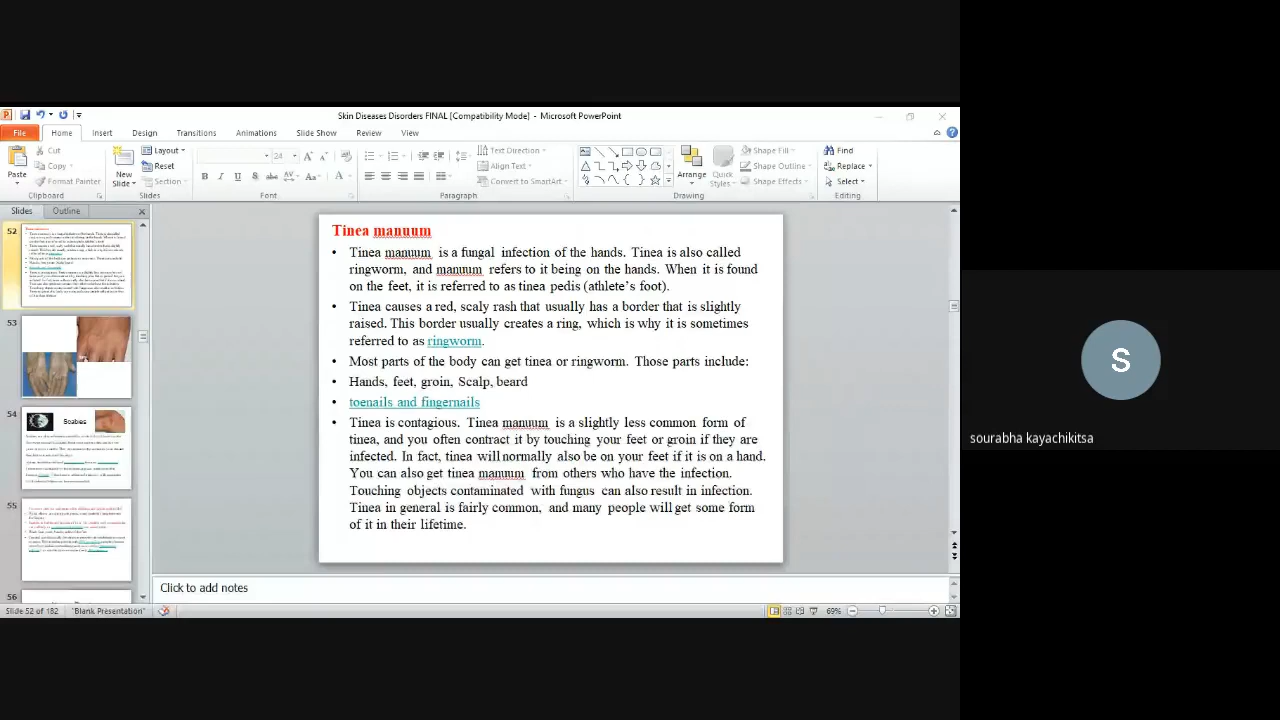 Skin Diseases Disorders FINAL [Compatibility Mode] - Microsoft PowerPoint
File Home Insert Design Transitions Animations Slide Show Review View
Paste
Cut
Copy
Format Painter
Clipboard
New Slide
Layout
Reset
Section
Slides
24
B I U S abc AV Aa A
Font
Paragraph
Text Direction
Align Text
Convert to SmartArt
Arrange
Quick Styles
Shape Fill
Shape Outline
Shape Effects
Drawing
Find
Replace
Select
Editing
Slides Outline
52
53
54
Scabies
55
56
Tinea manuum
• Tinea manuum is a fungal infection of the hands. Tinea is also called
ringworm, and manuum refers to it being on the hands. When it is found
on the feet, it is referred to as tinea pedis (athlete's foot).
• Tinea causes a red, scaly rash that usually has a border that is slightly
raised. This border usually creates a ring, which is why it is sometimes
referred to as ringworm.
• Most parts of the body can get tinea or ringworm. Those parts include:
• Hands, feet, groin, Scalp, beard
• toenails and fingernails
• Tinea is contagious. Tinea manuum is a slightly less common form of
tinea, and you often contract it by touching your feet or groin if they are
infected. In fact, tinea will normally also be on your feet if it is on a hand.
You can also get tinea manuum from others who have the infection.
Touching objects contaminated with fungus can also result in infection.
Tinea in general is fairly common, and many people will get some form
of it in their lifetime.
Click to add notes
Slide 52 of 182 "Blank Presentation" 69%
S
sourabha kayachikitsa